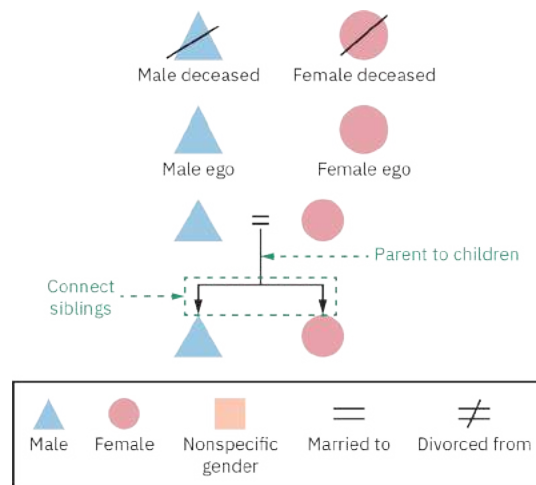 Male deceased
Female deceased
Male ego
Female ego
=
Parent to children
Connect
siblings
Male
Female
Nonspecific
gender
=
Married to
≠
Divorced from